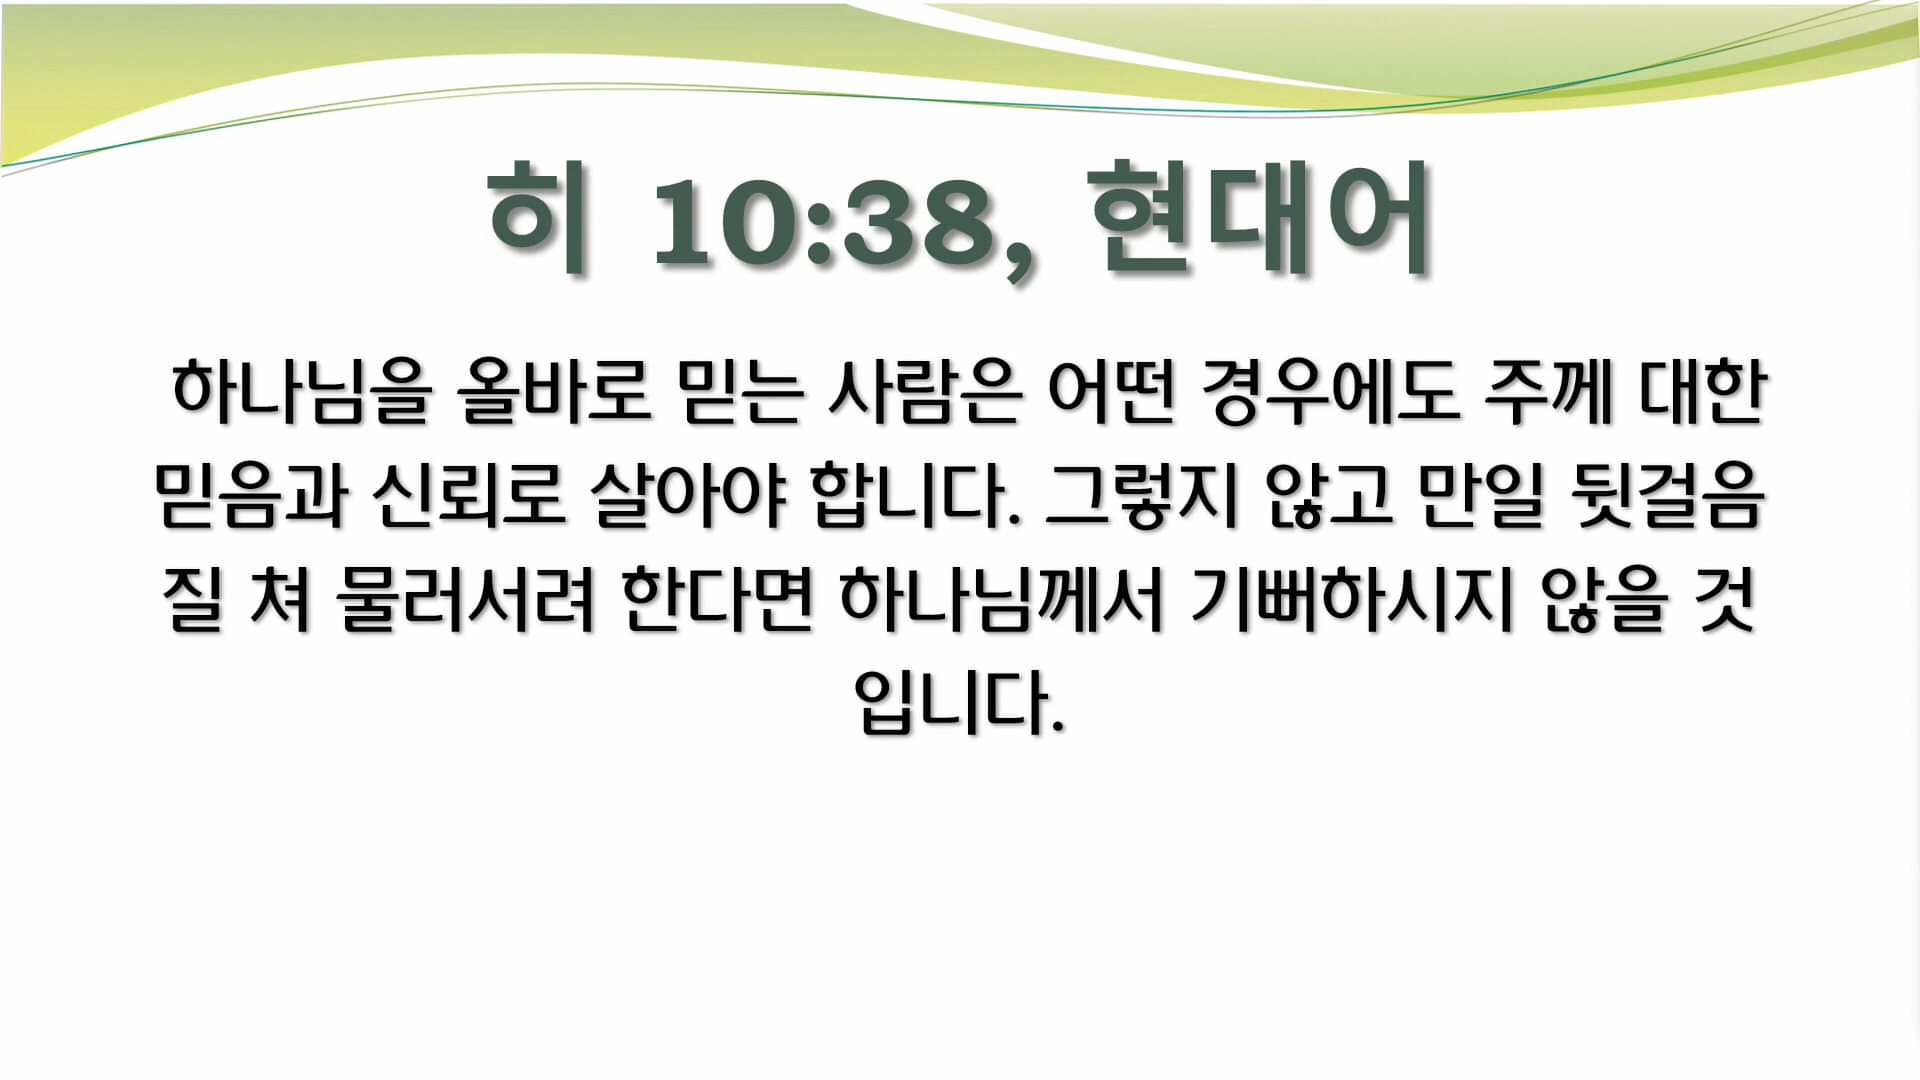 히 10:38, 현대어
하나님을 올바로 믿는 사람은 어떤 경우에도 주께 대한
믿음과 신뢰로 살아야 합니다. 그렇지 않고 만일 뒷걸음
질 쳐 물러서려 한다면 하나님께서 기뻐하시지 않을 것
입니다.